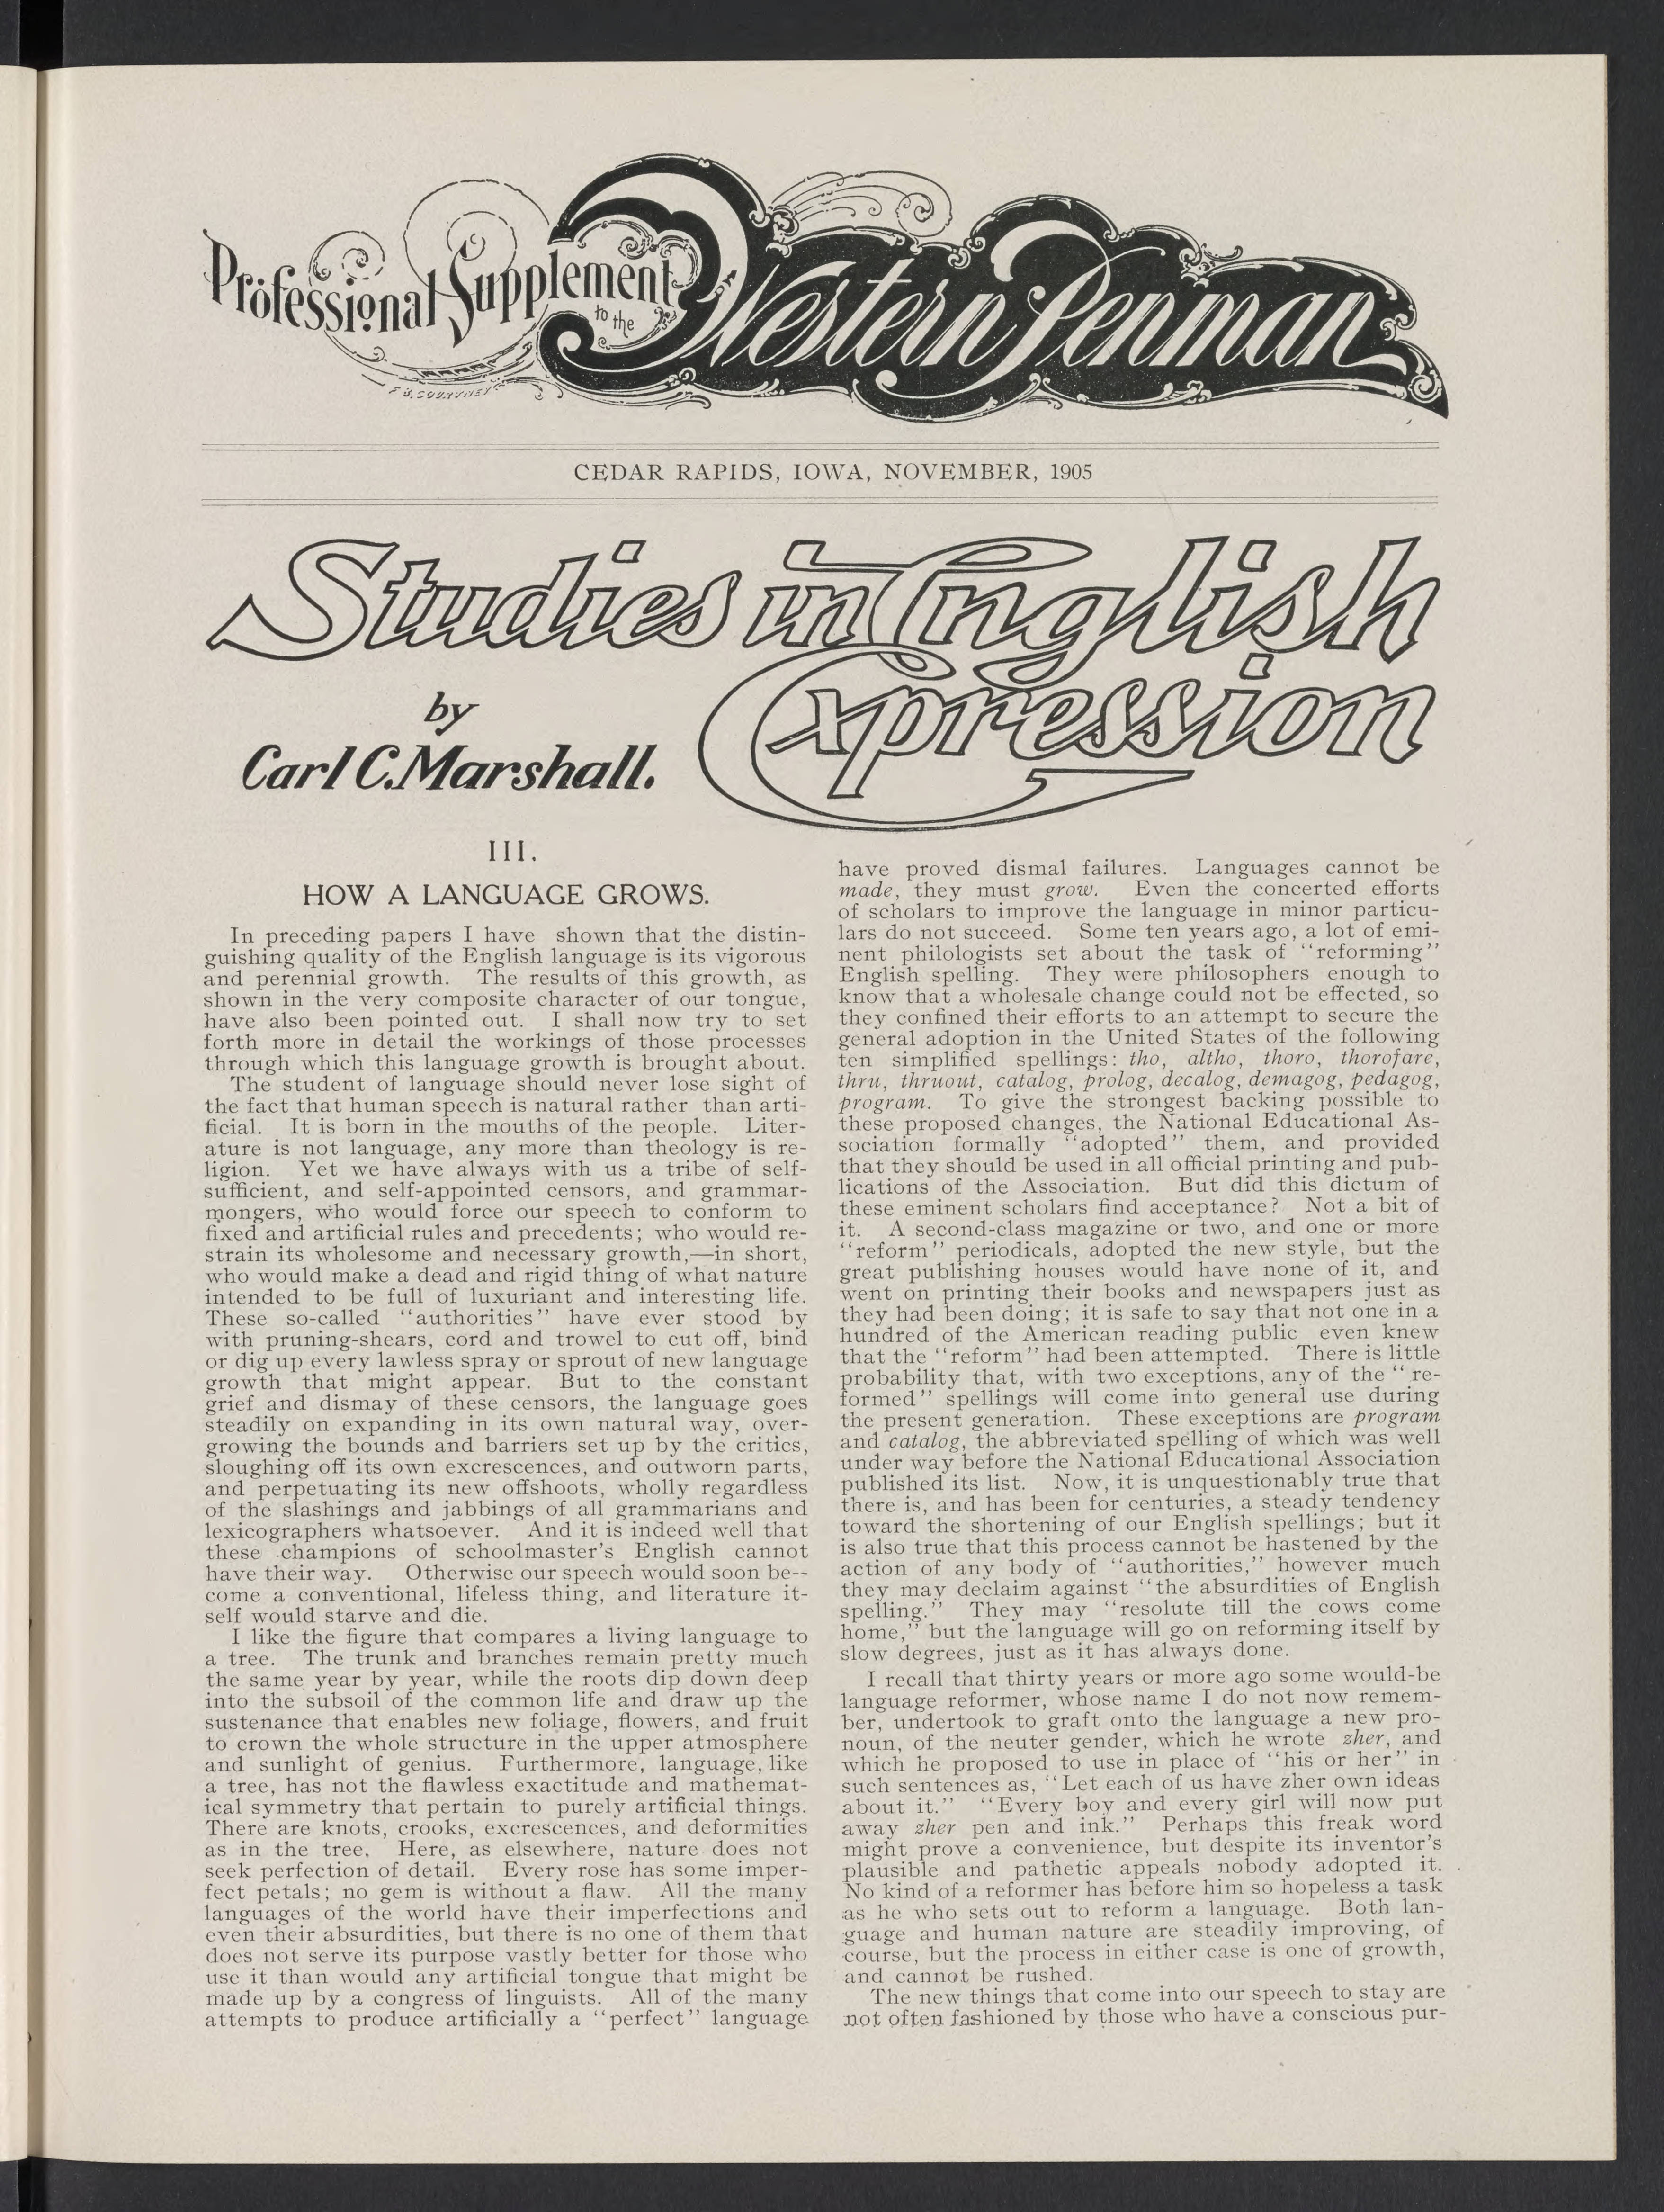 Professional Supplement
to the
Western Penman
F. B. COURTNEY
CEDAR RAPIDS, IOWA, NOVEMBER, 1905
Studies in English
Expression
by
Carl C. Marshall.
III.
HOW A LANGUAGE GROWS.
In preceding papers I have shown that the distin-
guishing quality of the English language is its vigorous
and perennial growth. The results of this growth, as
shown in the very composite character of our tongue,
have also been pointed out. I shall now try to set
forth more in detail the workings of those processes
through which this language growth is brought about.
The student of language should never lose sight of
the fact that human speech is natural rather than arti-
ficial. It is born in the mouths of the people. Liter-
ature is not language, any more than theology is re-
ligion. Yet we have always with us a tribe of self-
sufficient, and self-appointed censors, and grammar-
mongers, who would force our speech to conform to
fixed and artificial rules and precedents; who would re-
strain its wholesome and necessary growth,—in short,
who would make a dead and rigid thing of what nature
intended to be full of luxuriant and interesting life.
These so-called "authorities" have ever stood by
with pruning-shears, cord and trowel to cut off, bind
or dig up every lawless spray or sprout of new language
growth that might appear. But to the constant
grief and dismay of these censors, the language goes
steadily on expanding in its own natural way, over-
growing the bounds and barriers set up by the critics,
sloughing off its own excrescences, and outworn parts,
and perpetuating its new offshoots, wholly regardless
of the slashings and jabbings of all grammarians and
lexicographers whatsoever. And it is indeed well that
these champions of schoolmaster's English cannot
have their way. Otherwise our speech would soon be--
come a conventional, lifeless thing, and literature it-
self would starve and die.
I like the figure that compares a living language to
a tree. The trunk and branches remain pretty much
the same year by year, while the roots dip down deep
into the subsoil of the common life and draw up the
sustenance that enables new foliage, flowers, and fruit
to crown the whole structure in the upper atmosphere
and sunlight of genius. Furthermore, language, like
a tree, has not the flawless exactitude and mathemat-
ical symmetry that pertain to purely artificial things.
There are knots, crooks, excrescences, and deformities
as in the tree. Here, as elsewhere, nature does not
seek perfection of detail. Every rose has some imper-
fect petals; no gem is without a flaw. All the many
languages of the world have their imperfections and
even their absurdities, but there is no one of them that
does not serve its purpose vastly better for those who
use it than would any artificial tongue that might be
made up by a congress of linguists. All of the many
attempts to produce artificially a "perfect" language
have proved dismal failures. Languages cannot be
made, they must grow. Even the concerted efforts
of scholars to improve the language in minor particu-
lars do not succeed. Some ten years ago, a lot of emi-
nent philologists set about the task of "reforming"
English spelling. They were philosophers enough to
know that a wholesale change could not be effected, so
they confined their efforts to an attempt to secure the
general adoption in the United States of the following
ten simplified spellings: tho, altho, thoro, thorofare,
thru, thruout, catalog, prolog, decalog, demagog, pedagog,
program. To give the strongest backing possible to
these proposed changes, the National Educational As-
sociation formally "adopted" them, and provided
that they should be used in all official printing and pub-
lications of the Association. But did this dictum of
these eminent scholars find acceptance? Not a bit of
it. A second-class magazine or two, and one or more
"reform" periodicals, adopted the new style, but the
great publishing houses would have none of it, and
went on printing their books and newspapers just as
they had been doing; it is safe to say that not one in a
hundred of the American reading public even knew
that the "reform" had been attempted. There is little
probability that, with two exceptions, any of the "re-
formed" spellings will come into general use during
the present generation. These exceptions are program
and catalog, the abbreviated spelling of which was well
under way before the National Educational Association
published its list. Now, it is unquestionably true that
there is, and has been for centuries, a steady tendency
toward the shortening of our English spellings; but it
is also true that this process cannot be hastened by the
action of any body of "authorities," however much
they may declaim against "the absurdities of English
spelling." They may "resolute till the cows come
home," but the language will go on reforming itself by
slow degrees, just as it has always done.
I recall that thirty years or more ago some would-be
language reformer, whose name I do not now remem-
ber, undertook to graft onto the language a new pro-
noun, of the neuter gender, which he wrote zher, and
which he proposed to use in place of "his or her" in
such sentences as, "Let each of us have zher own ideas
about it." "Every boy and every girl will now put
away zher pen and ink." Perhaps this freak word
might prove a convenience, but despite its inventor's
plausible and pathetic appeals nobody adopted it.
No kind of a reformer has before him so hopeless a task
as he who sets out to reform a language. Both lan-
guage and human nature are steadily improving, of
course, but the process in either case is one of growth,
and cannot be rushed.
The new things that come into our speech to stay are
not often fashioned by those who have a conscious pur-